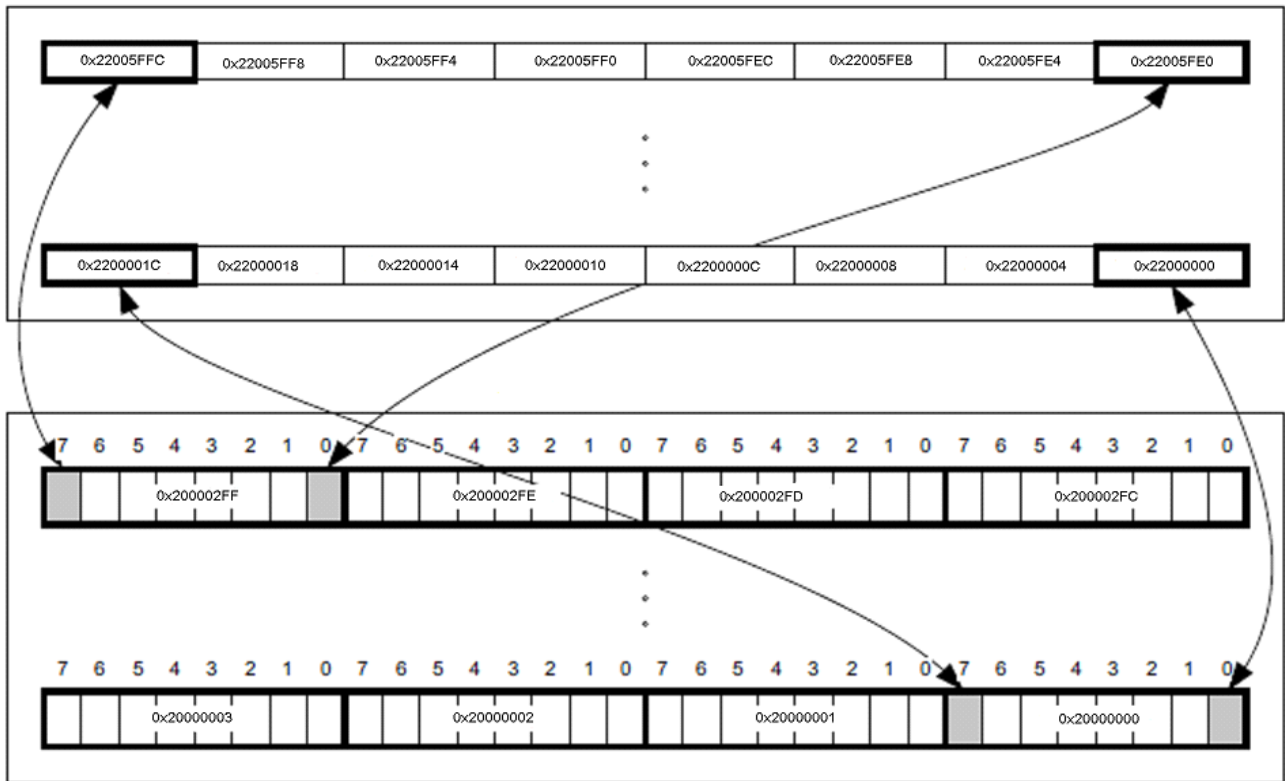 0x22005FFC 0x22005FF8 0x22005FF4 0x22005FF0 0x22005FEC 0x22005FE8 0x22005FE4 0x22005FE0
0x2200001C 0x22000018 0x22000014 0x22000010 0x2200000C 0x22000008 0x22000004 0x22000000
7 6 5 4 3 2 1 0 7 6 5 4 3 2 1 0 7 6 5 4 3 2 1 0 7 6 5 4 3 2 1 0
0x200002FF 0x200002FE 0x200002FD 0x200002FC
7 6 5 4 3 2 1 0 7 6 5 4 3 2 1 0 7 6 5 4 3 2 1 0 7 6 5 4 3 2 1 0
0x20000003 0x20000002 0x20000001 0x20000000